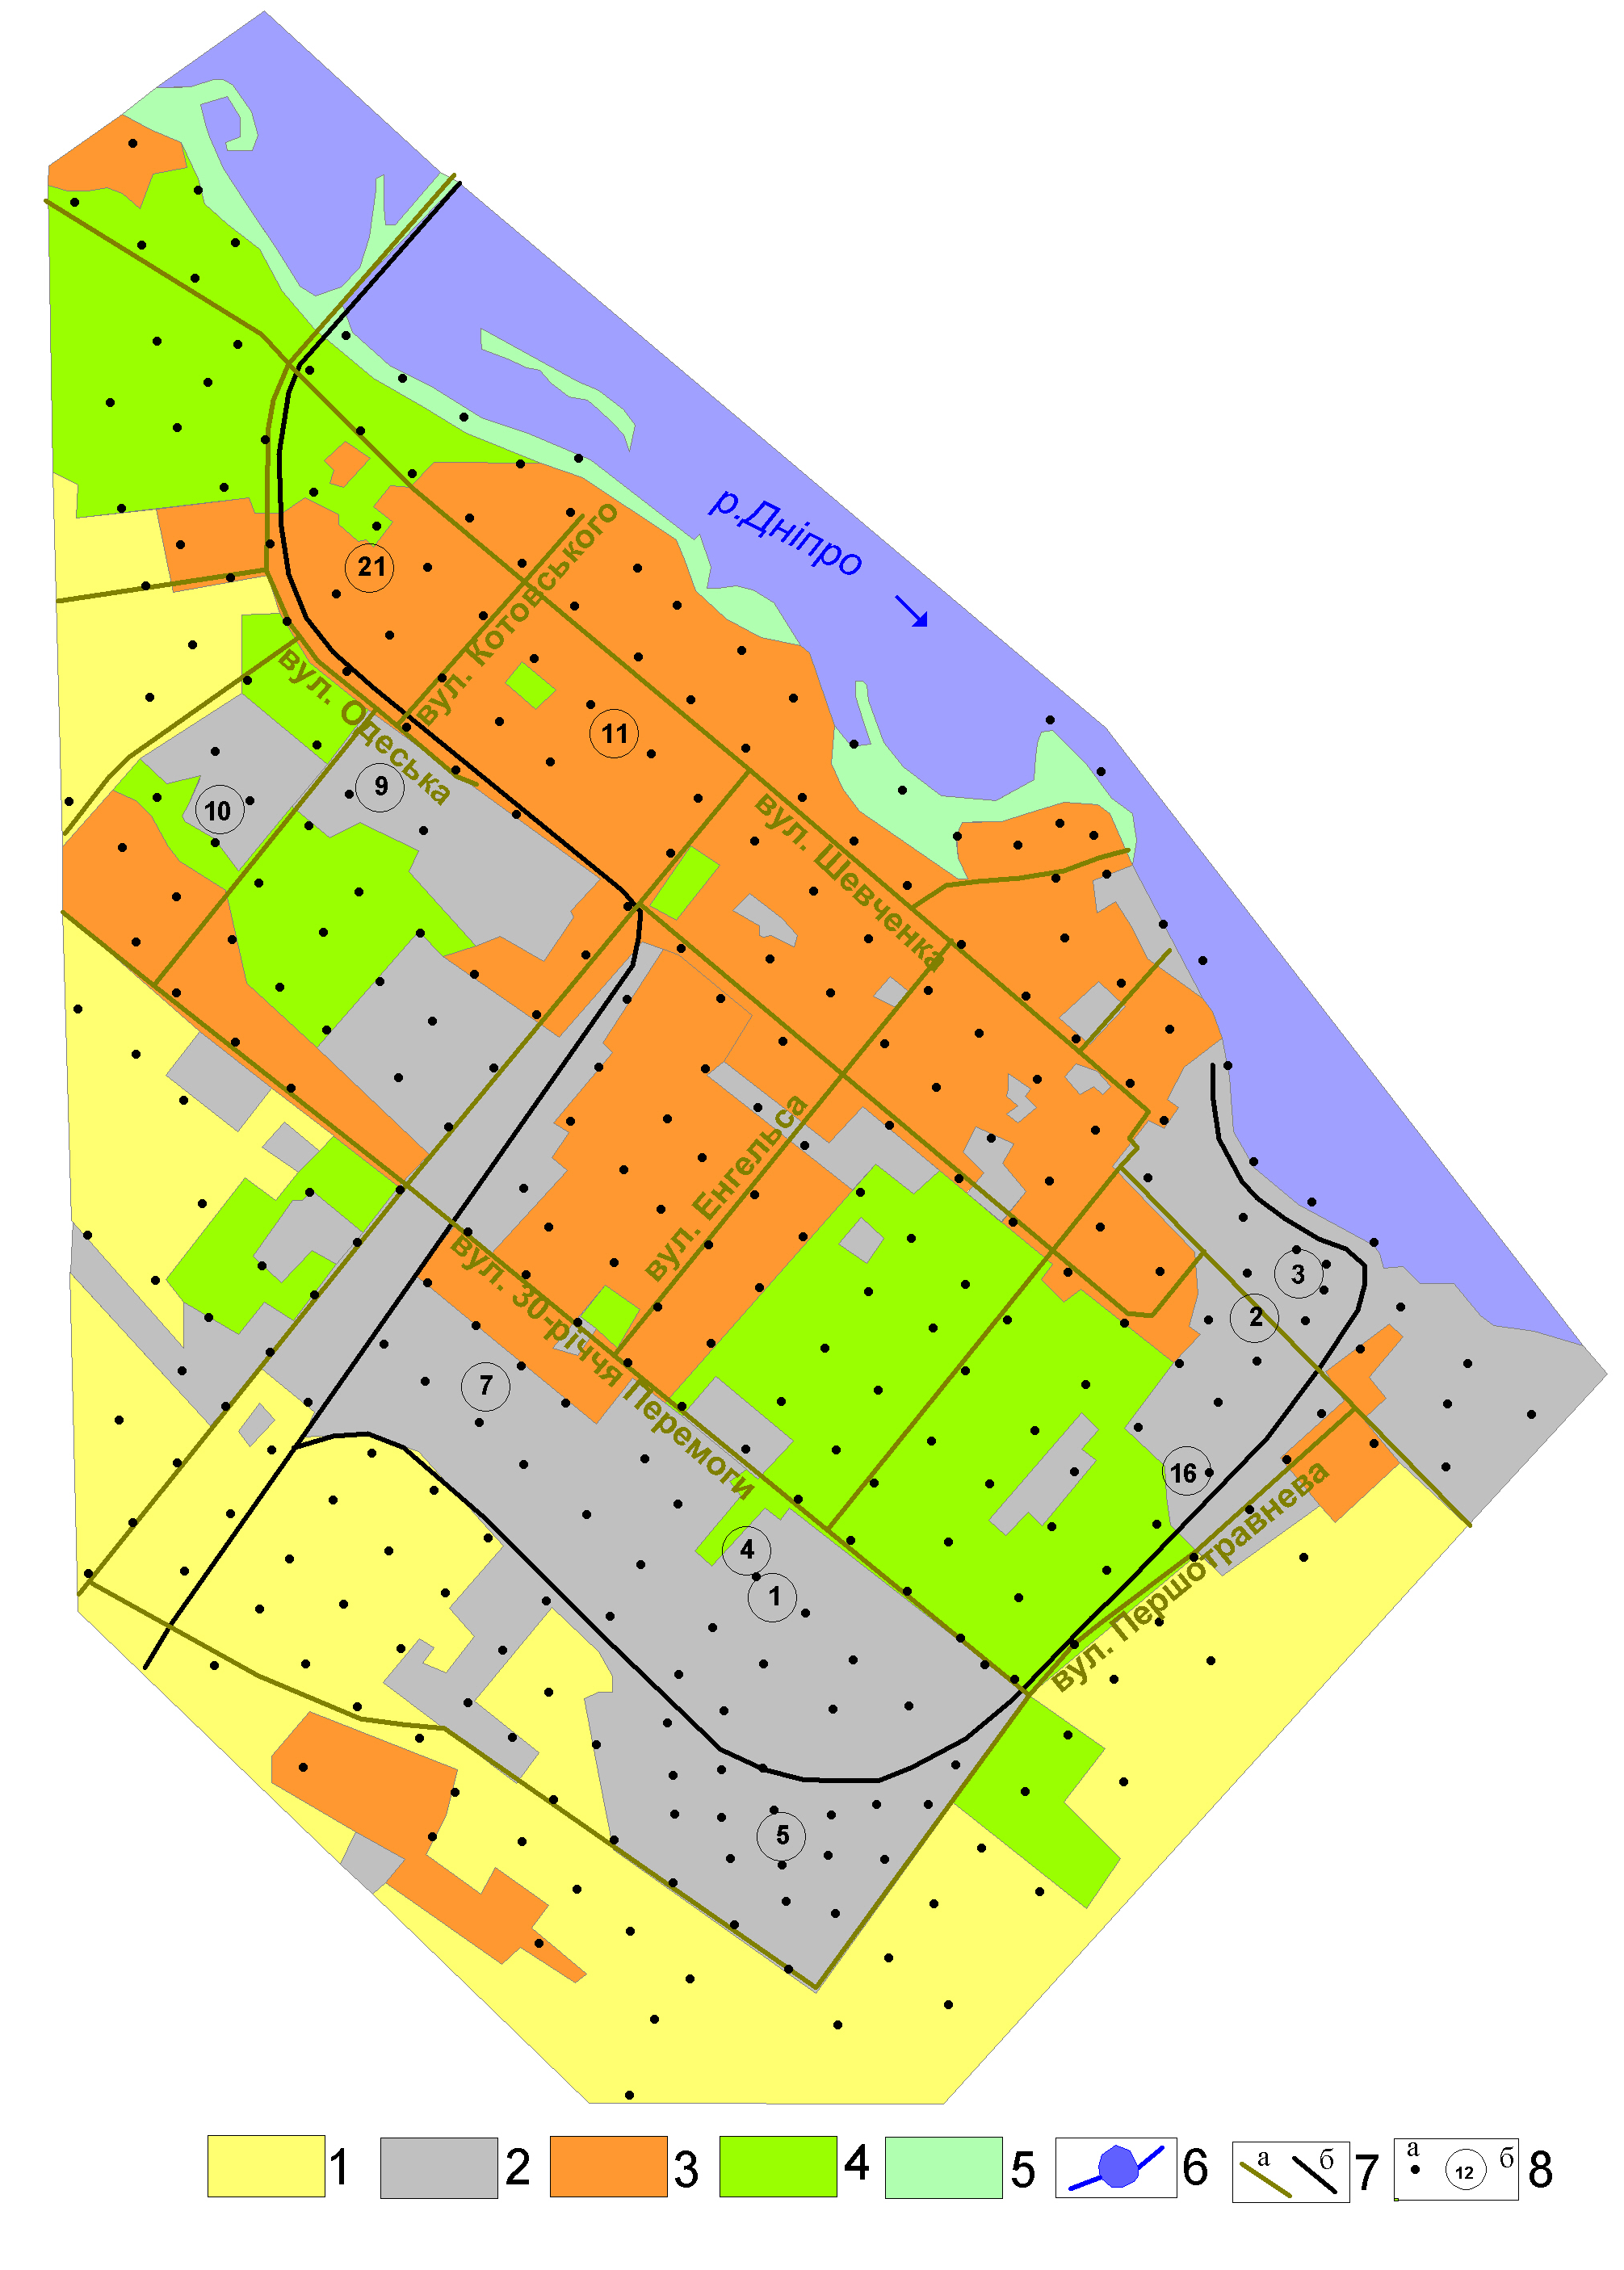 р.Дніпро
вул. Котовського
21
вул. Одеська
11
9
10
вул. Шевченка
вул. Енгельса
вул. 30-річчя Перемоги
3
2
7
16
4
1
вул. Першотравнева
5
1
2
3
4
5
6
а б 7
а 12 б 8